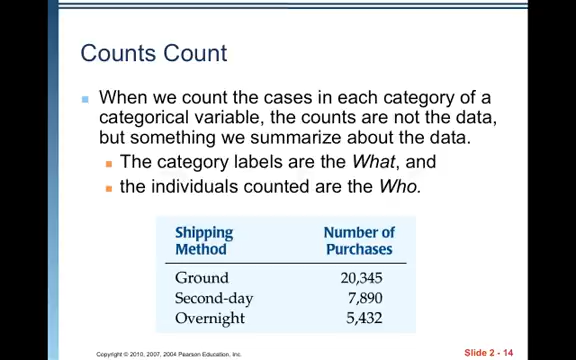 Counts Count
When we count the cases in each category of a
categorical variable, the counts are not the data,
but something we summarize about the data.
The category labels are the What, and
the individuals counted are the Who.
Shipping Method Number of Purchases
Ground 20,345
Second-day 7,890
Overnight 5,432
Copyright © 2010, 2007, 2004 Pearson Education, Inc. Slide 2 - 14